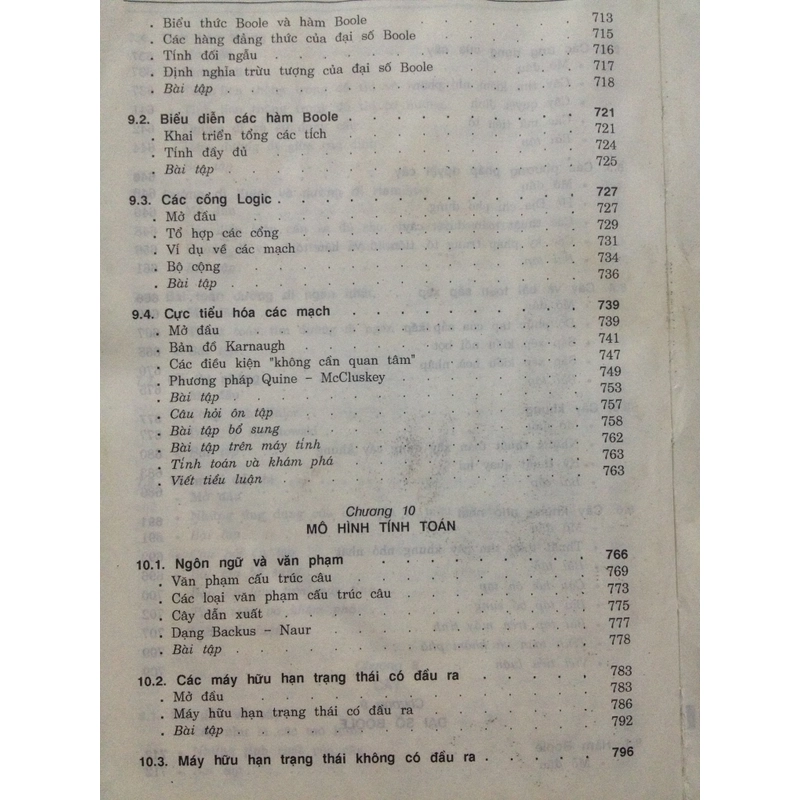 . Biểu thức Boole và hàm Boole . . . . . . . 713
. Các hàng đẳng thức của đại số Boole . . . . . . 715
. Tính đối ngẫu . . . . . . . . . . . 716
. Định nghĩa trừu tượng của đại số Boole . . . . . 717
. Bài tập . . . . . . . . . . . . . 718
9.2. Biểu diễn các hàm Boole . . . . . . . . . 721
. Khai triển tổng các tích . . . . . . . . . 721
. Tính đầy đủ . . . . . . . . . . . . 724
. Bài tập . . . . . . . . . . . . . 725
9.3. Các cổng Logic . . . . . . . . . . . 727
. Mở đầu . . . . . . . . . . . . . 727
. Tổ hợp các cổng . . . . . . . . . . . 729
. Ví dụ về các mạch . . . . . . . . . . 731
. Bộ cộng . . . . . . . . . . . . . 734
. Bài tập . . . . . . . . . . . . . 736
9.4. Cực tiểu hóa các mạch . . . . . . . . . 739
. Mở đầu . . . . . . . . . . . . . 739
. Bản đồ Karnaugh . . . . . . . . . . . 741
. Các điều kiện "không cần quan tâm" . . . . . . 747
. Phương pháp Quine – McCluskey . . . . . . . 749
. Bài tập . . . . . . . . . . . . . 753
. Câu hỏi ôn tập . . . . . . . . . . . 757
. Bài tập bổ sung . . . . . . . . . . . 758
. Bài tập trên máy tính . . . . . . . . . 762
. Tính toán và khám phá . . . . . . . . . 763
. Viết tiểu luận . . . . . . . . . . . 763
Chương 10
MÔ HÌNH TÍNH TOÁN
10.1. Ngôn ngữ và văn phạm . . . . . . . . . 766
. Văn phạm cấu trúc câu . . . . . . . . . 769
. Các loại văn phạm cấu trúc câu . . . . . . . 773
. Cây dẫn xuất . . . . . . . . . . . . 775
. Dạng Backus – Naur . . . . . . . . . . 777
. Bài tập . . . . . . . . . . . . . 778
10.2. Các máy hữu hạn trạng thái có đầu ra . . . . . 783
. Mở đầu . . . . . . . . . . . . . 783
. Máy hữu hạn trạng thái có đầu ra . . . . . . 786
. Bài tập . . . . . . . . . . . . . 792
10.3. Máy hữu hạn trạng thái không có đầu ra . . . . . 796